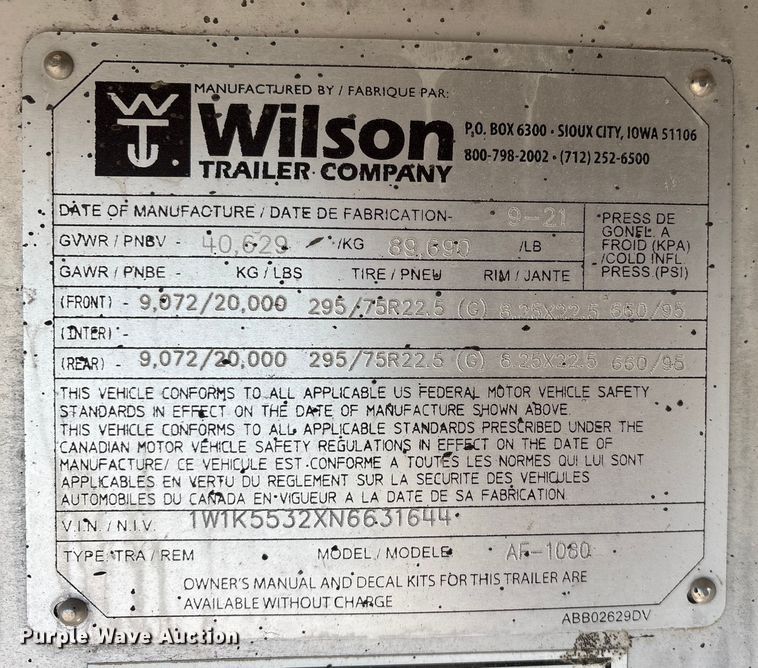 WTJ
MANUFACTURED BY / FABRIQUE PAR:
Wilson
TRAILER COMPANY
P.O. BOX 6300 • SIOUX CITY, IOWA 51106
800-798-2002 • (712) 252-6500
DATE OF MANUFACTURE / DATE DE FABRICATION- 9-21
GVWR / PNBV - 40,629 /KG 89,690 /LB
PRESS DE
GONFL. A
FROID (KPA)
/COLD INFL.
PRESS.(PSI)
GAWR / PNBE - KG / LBS TIRE / PNEU RIM / JANTE
(FRONT) - 9,072/20,000 295/75R22.5 (G) 8.25X22.5 660/95
(INTER) -
(REAR) - 9,072/20,000 295/75R22.5 (G) 8.25X22.5 660/95
THIS VEHICLE CONFORMS TO ALL APPLICABLE US FEDERAL MOTOR VEHICLE SAFETY
STANDARDS IN EFFECT ON THE DATE OF MANUFACTURE SHOWN ABOVE.
THIS VEHICLE CONFORMS TO ALL APPLICABLE STANDARDS PRESCRIBED UNDER THE
CANADIAN MOTOR VEHICLE SAFETY REGULATIONS IN EFFECT ON THE DATE OF
MANUFACTURE/ CE VEHICULE EST CONFORME A TOUTES LES NORMES QUI LUI SONT
APPLICABLES EN VERTU DU REGLEMENT SUR LA SECURITE DES VEHICULES
AUTOMOBILES DU CANADA EN VIGUEUR A LA DATE DE SA FABRICATION
V.I.N. / N.I.V. 1W1K5532XN6631644
TYPE: TRA / REM MODEL / MODELE AF-1080
OWNER'S MANUAL AND DECAL KITS FOR THIS TRAILER ARE
AVAILABLE WITHOUT CHARGE
ABB02629DV
Purple Wave Auction